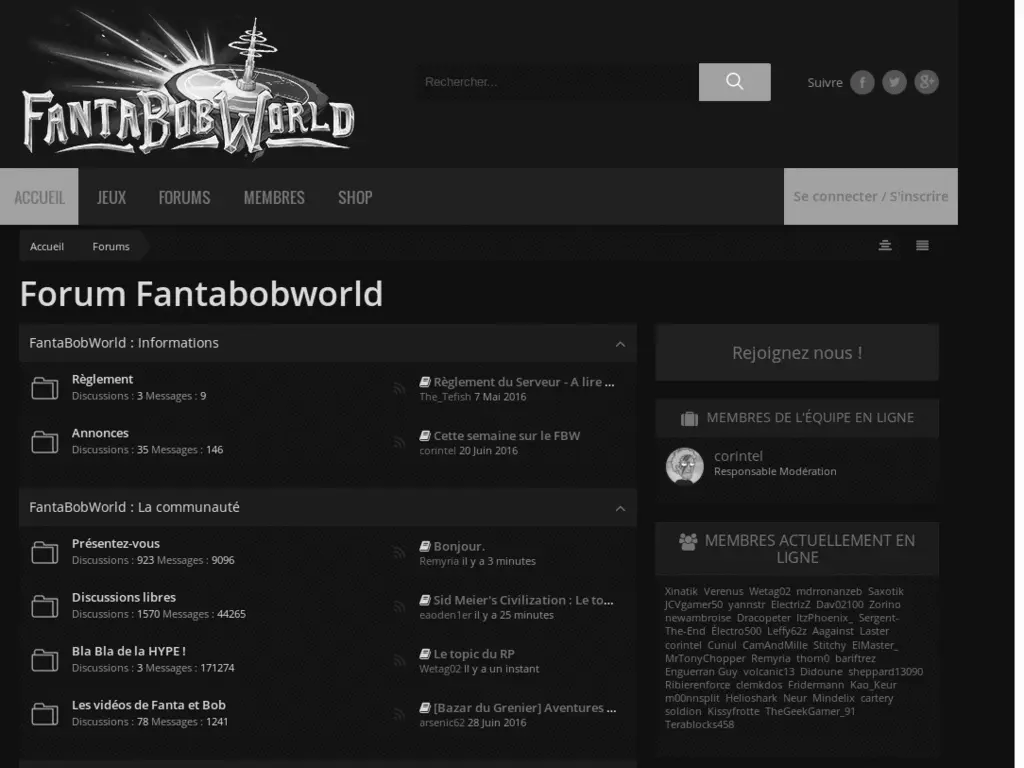 FANTABOBWORLD
Rechercher...
Suivre
ACCUEIL JEUX FORUMS MEMBRES SHOP
Se connecter / S'inscrire
Accueil Forums
Forum Fantabobworld
FantaBobWorld : Informations
Règlement
Discussions : 3 Messages : 9
Règlement du Serveur - A lire ...
The_Tefish 7 Mai 2016
Annonces
Discussions : 35 Messages : 146
Cette semaine sur le FBW
corintel 20 Juin 2016
FantaBobWorld : La communauté
Présentez-vous
Discussions : 923 Messages : 9096
Bonjour.
Remyria il y a 3 minutes
Discussions libres
Discussions : 1570 Messages : 44265
Sid Meier's Civilization : Le to...
eaoden1er il y a 25 minutes
Bla Bla de la HYPE !
Discussions : 3 Messages : 171274
Le topic du RP
Wetag02 Il y a un instant
Les vidéos de Fanta et Bob
Discussions : 78 Messages : 1241
[Bazar du Grenier] Aventures ...
arsenic62 28 Juin 2016
Rejoignez nous !
MEMBRES DE L'ÉQUIPE EN LIGNE
corintel
Responsable Modération
MEMBRES ACTUELLEMENT EN
LIGNE
Xinatik Verenus Wetag02 mdrronanzeb Saxotik
JCVgamer50 yannstr ElectrizZ Dav02100 Zorino
newambroise Dracopeter ItzPhoenix_ Sergent-
The-End Électro500 Leffy62z Aagainst Laster
corintel Cunul CamAndMille Stitchy ElMaster_
MrTonyChopper Remyria thorn0 bariftrez
Enguerran Guy volcanic13 Didoune sheppard13090
Ribierenforce clemkdos Fridermann Kao_Keur
m00nnsplit Helioshark Neur Mindelix cartery
soldion Kissyfrotte TheGeekGamer_91
Terablocks458